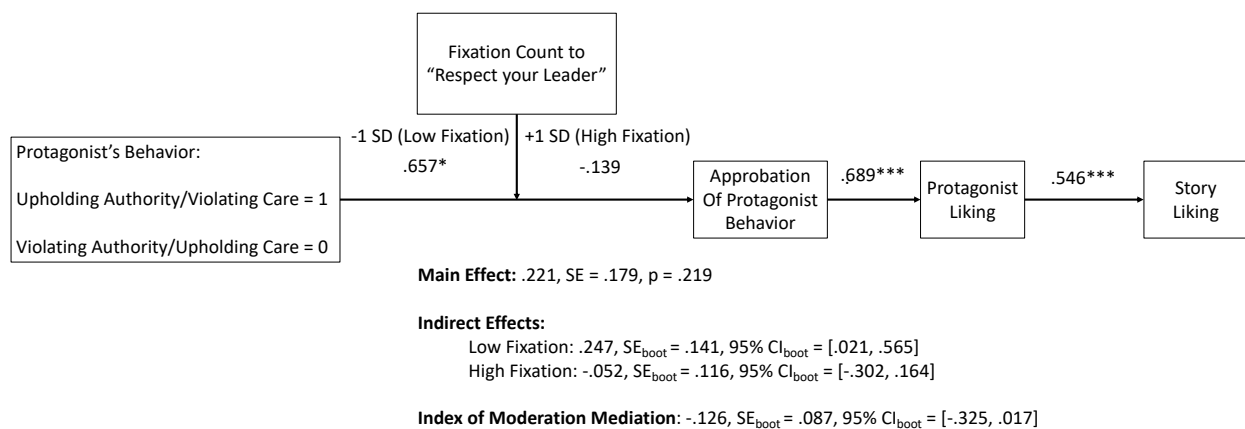 Fixation Count to
“Respect your Leader”
-1 SD (Low Fixation)
+1 SD (High Fixation)
.657*
-.139
Protagonist’s Behavior:
Upholding Authority/Violating Care = 1
Violating Authority/Upholding Care = 0
Approbation
Of Protagonist
Behavior
.689***
Protagonist
Liking
.546***
Story
Liking
Main Effect: .221, SE = .179, p = .219
Indirect Effects:
Low Fixation: .247, SEboot = .141, 95% CIboot = [.021, .565]
High Fixation: -.052, SEboot = .116, 95% CIboot = [-.302, .164]
Index of Moderation Mediation: -.126, SEboot = .087, 95% CIboot = [-.325, .017]